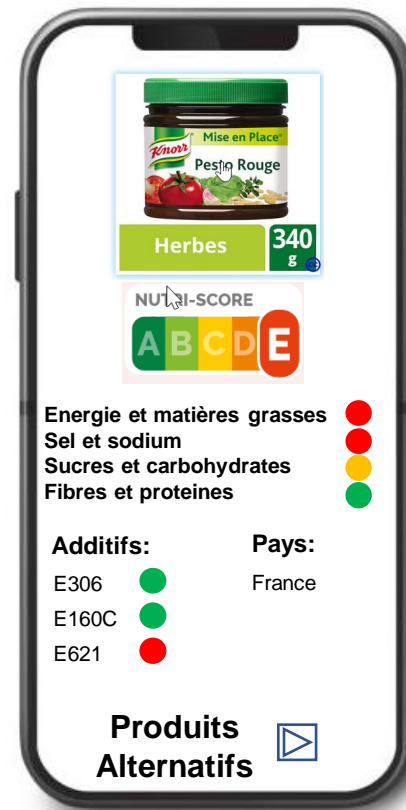 Knorr
Mise en Place®
Pesto Rouge
Herbes
340
g
NUTRI-SCORE
A B C D E
Energie et matières grasses
Sel et sodium
Sucres et carbohydrates
Fibres et proteines
Additifs:
Pays:
E306
France
E160C
E621
Produits
Alternatifs